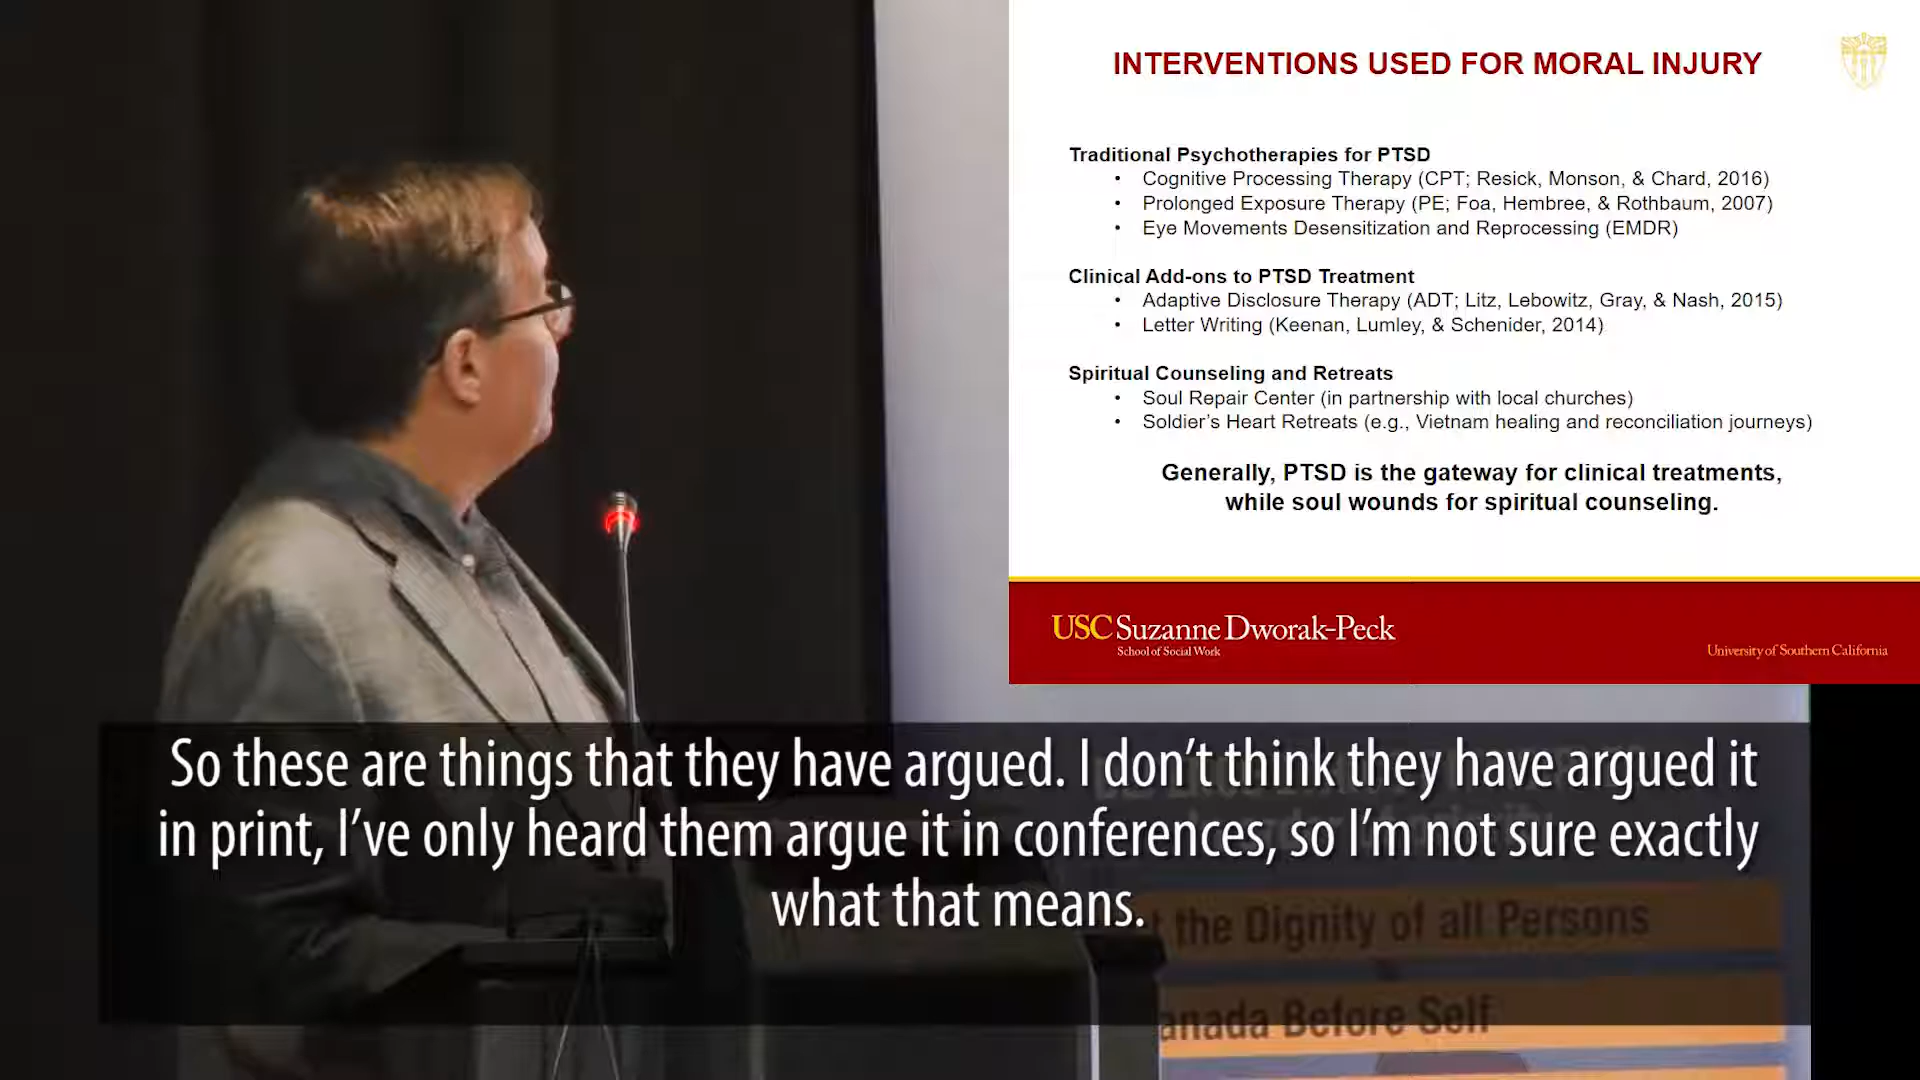 INTERVENTIONS USED FOR MORAL INJURY
Traditional Psychotherapies for PTSD
• Cognitive Processing Therapy (CPT; Resick, Monson, & Chard, 2016)
• Prolonged Exposure Therapy (PE; Foa, Hembree, & Rothbaum, 2007)
• Eye Movements Desensitization and Reprocessing (EMDR)
Clinical Add-ons to PTSD Treatment
• Adaptive Disclosure Therapy (ADT; Litz, Lebowitz, Gray, & Nash, 2015)
• Letter Writing (Keenan, Lumley, & Schenider, 2014)
Spiritual Counseling and Retreats
• Soul Repair Center (in partnership with local churches)
• Soldier's Heart Retreats (e.g., Vietnam healing and reconciliation journeys)
Generally, PTSD is the gateway for clinical treatments,
while soul wounds for spiritual counseling.
USC Suzanne Dworak-Peck
School of Social Work
University of Southern California
So these are things that they have argued. I don't think they have argued it
in print, I've only heard them argue it in conferences, so I'm not sure exactly
what that means.
the Dignity of all Persons
Before Self